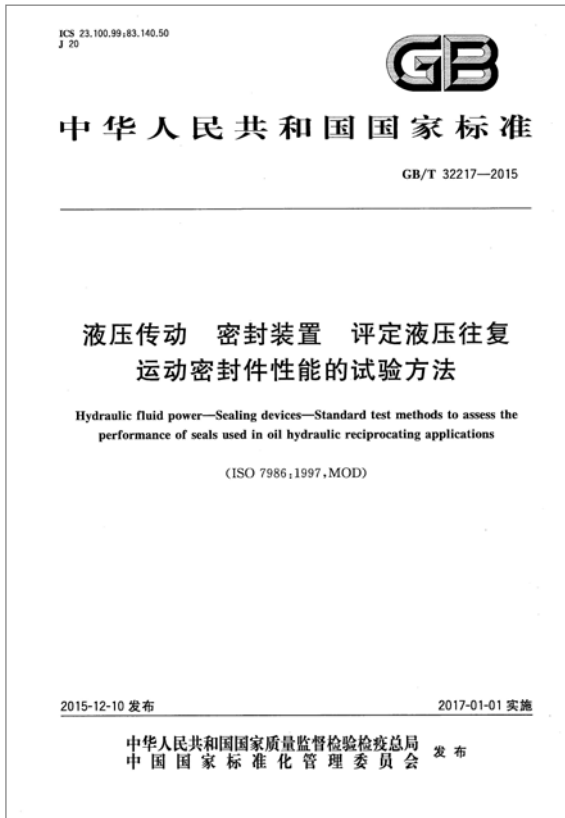 ICS 23.100.99;83.140.50
J 20
GB
中华人民共和国国家标准
GB/T 32217—2015
液压传动 密封装置 评定液压往复
运动密封件性能的试验方法
Hydraulic fluid power—Sealing devices—Standard test methods to assess the
performance of seals used in oil hydraulic reciprocating applications
(ISO 7986:1997,MOD)
2015-12-10 发布
2017-01-01 实施
中华人民共和国国家质量监督检验检疫总局
中国国家标准化管理委员会
发布